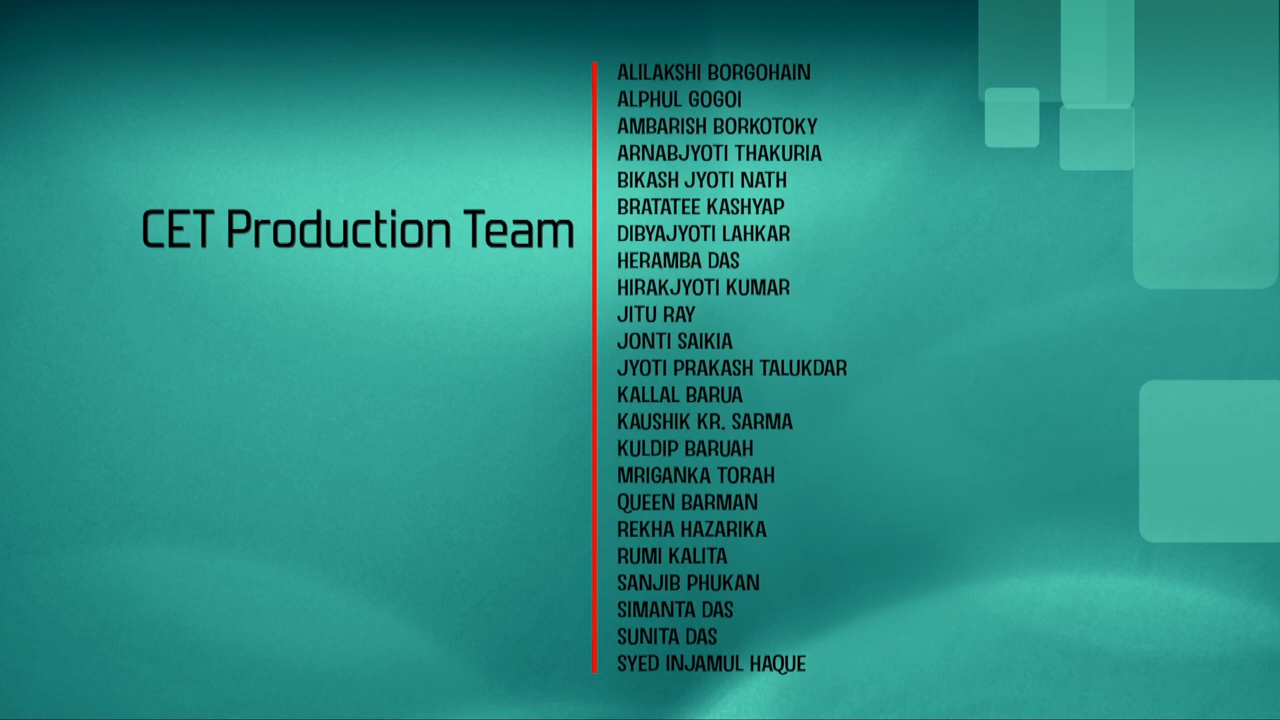 CET Production Team
ALILAKSHI BORGOHAIN
ALPHUL GOGOI
AMBARISH BORKOTOKY
ARNABJYOTI THAKURIA
BIKASH JYOTI NATH
BRATATEE KASHYAP
DIBYAJYOTI LAHKAR
HERAMBA DAS
HIRAKJYOTI KUMAR
JITU RAY
JONTI SAIKIA
JYOTI PRAKASH TALUKDAR
KALLAL BARUA
KAUSHIK KR. SARMA
KULDIP BARUAH
MRIGANKA TORAH
QUEEN BARMAN
REKHA HAZARIKA
RUMI KALITA
SANJIB PHUKAN
SIMANTA DAS
SUNITA DAS
SYED INJAMUL HAQUE